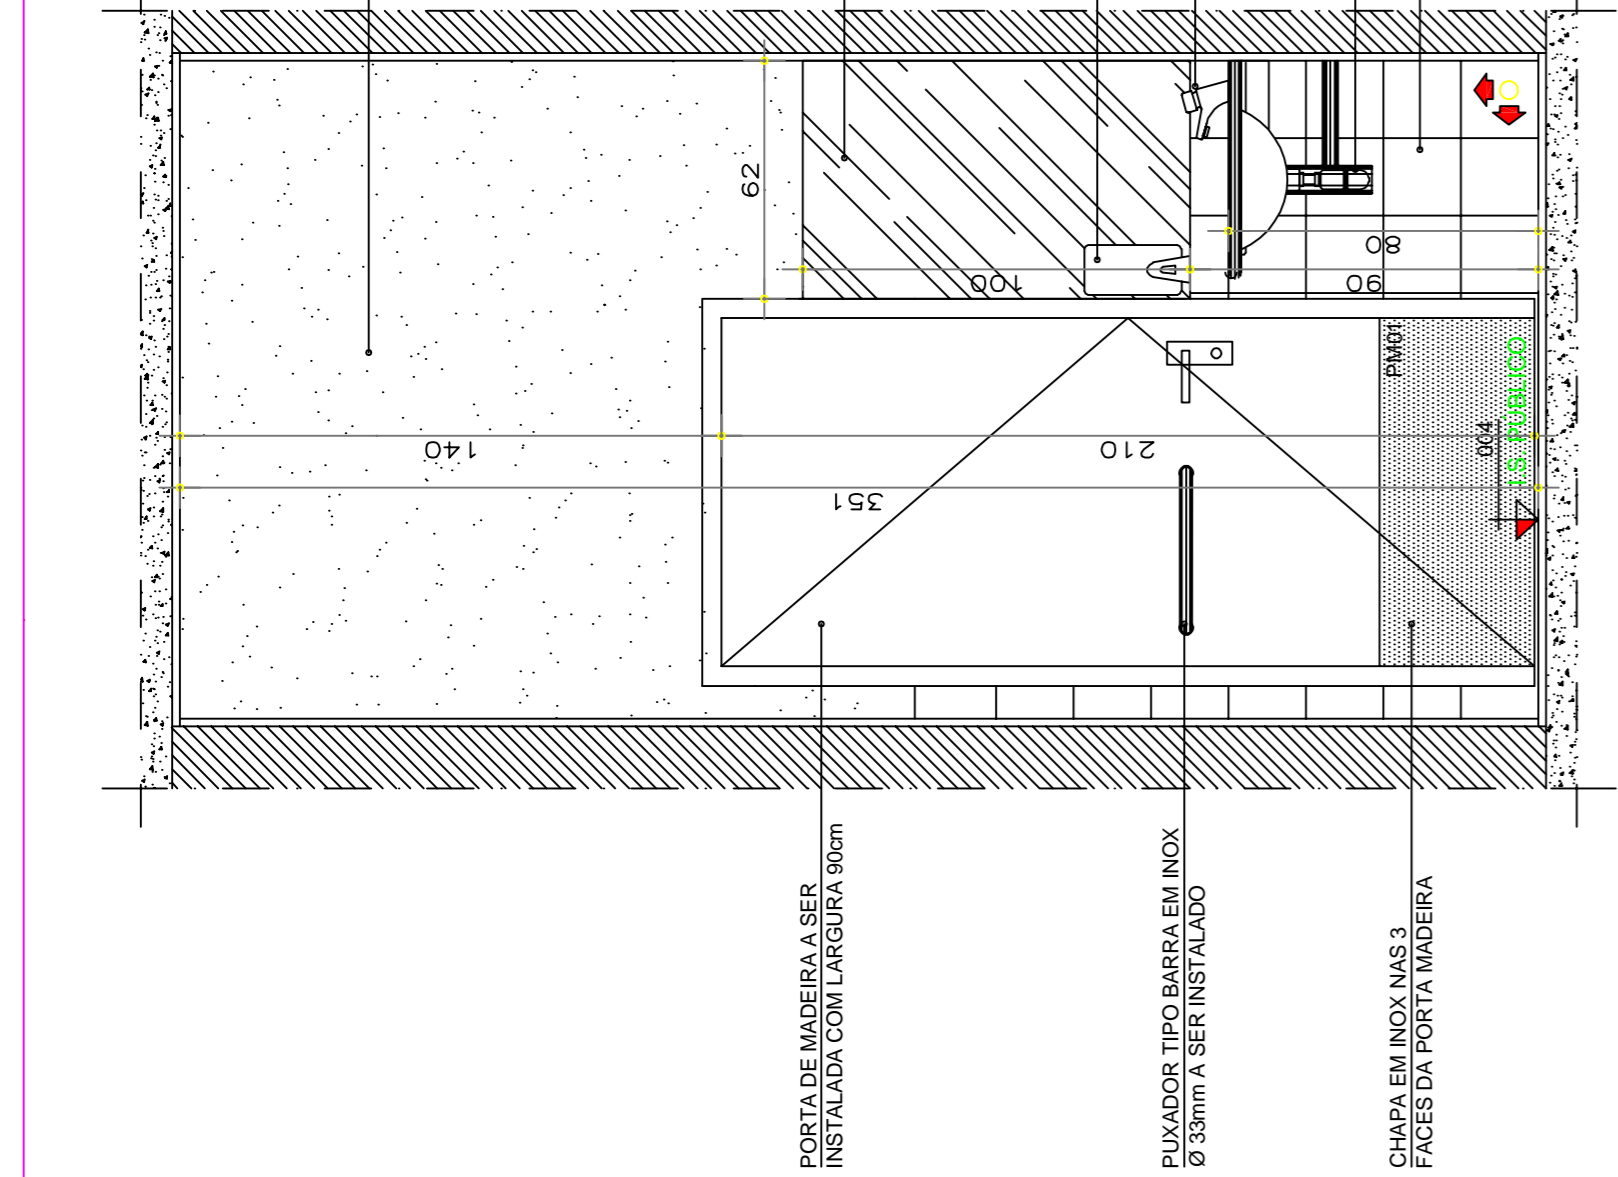 62
100
80
90
PM01
I.S. PUBLICO
004
140
210
351
PORTA DE MADEIRA A SER
INSTALADA COM LARGURA 90cm
PUXADOR TIPO BARRA EM INOX
Ø 33mm A SER INSTALADO
CHAPA EM INOX NAS 3
FACES DA PORTA MADEIRA